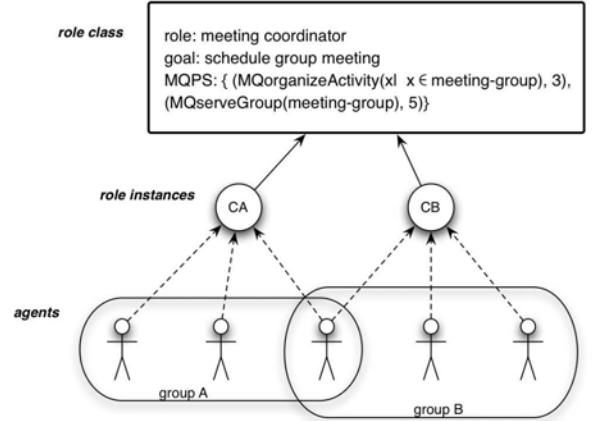 role class
role: meeting coordinator
goal: schedule group meeting
MQPS: { (MQorganizeActivity(x| x ∈ meeting-group), 3),
(MQserveGroup(meeting-group), 5)}
role instances
CA
CB
agents
group A
group B